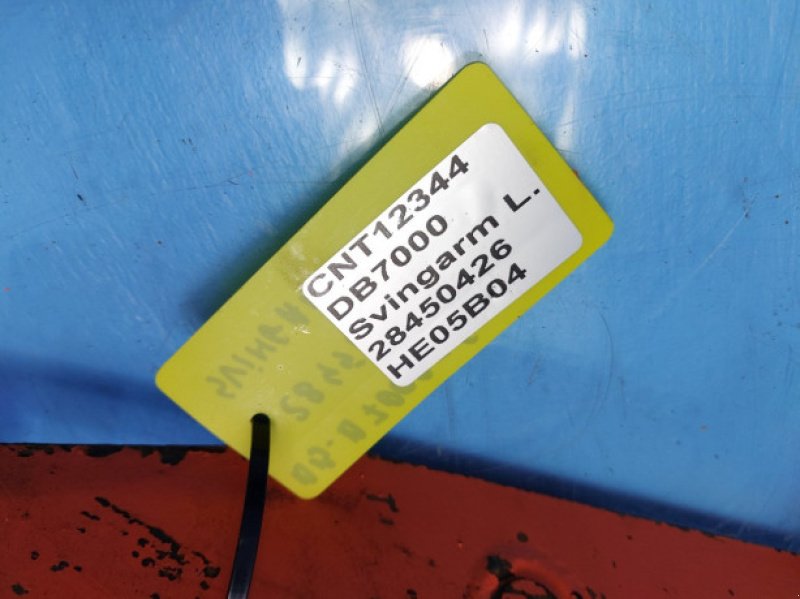 CNT12344
DB7000
Svingarm L.
28450426
HE05B04